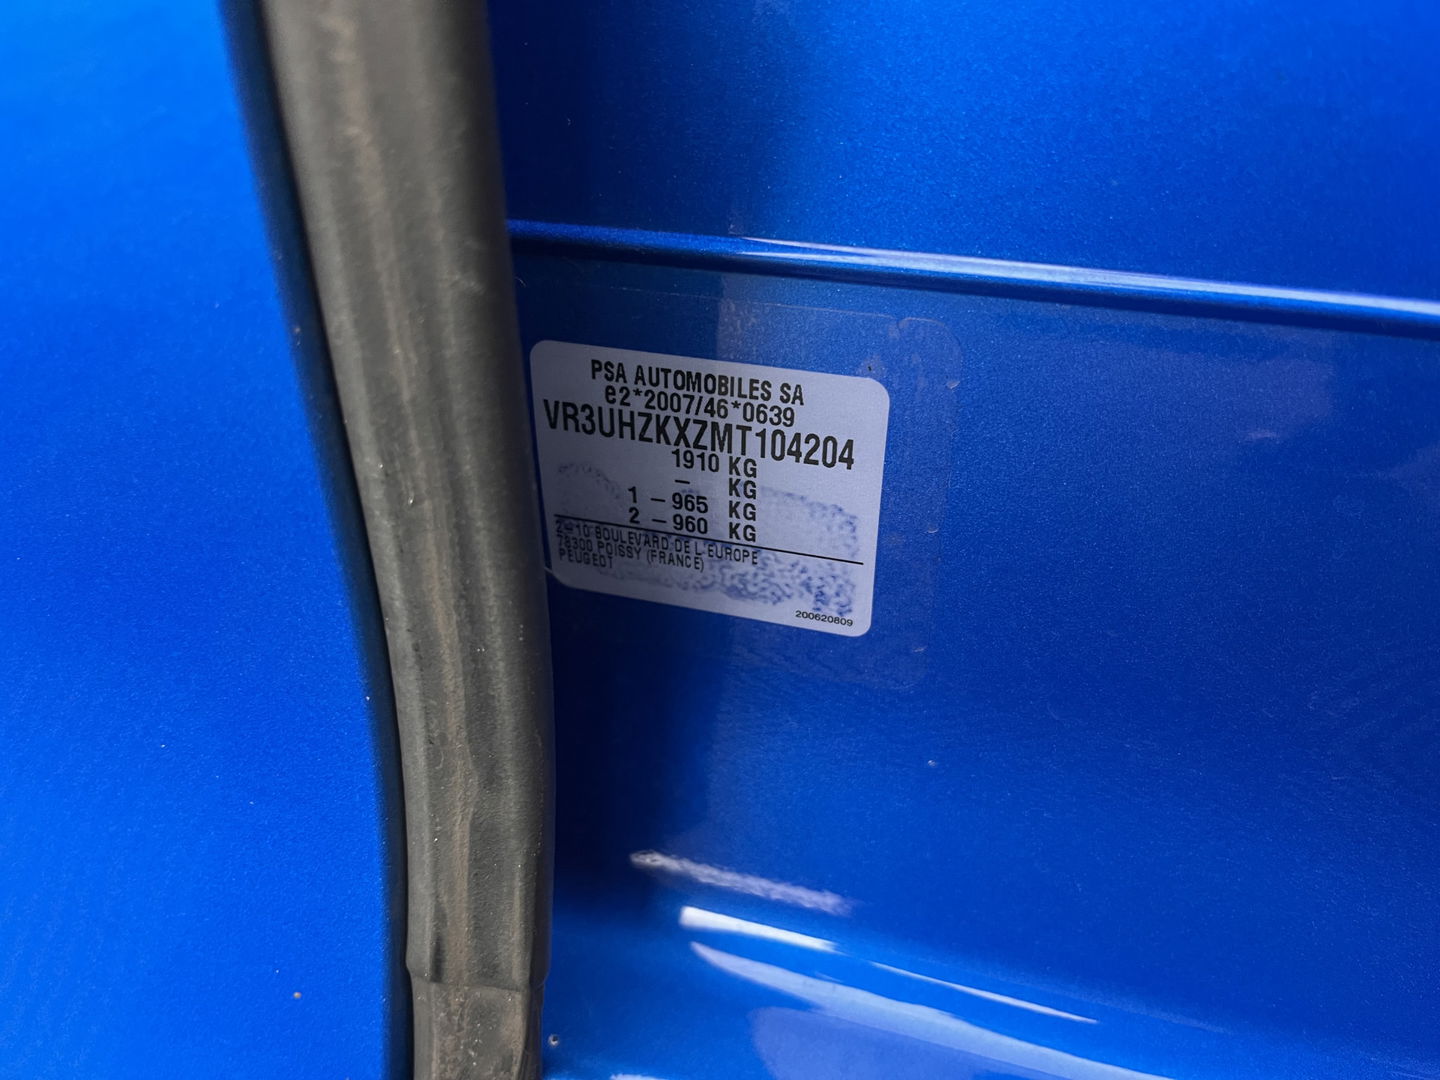 PSA AUTOMOBILES SA
e2*2007/46*0639
VR3UHZKXZMT104204
1910 KG
– KG
1 – 965 KG
2 – 960 KG
2-10 BOULEVARD DE L'EUROPE
78300 POISSY (FRANCE)
PEUGEOT
200620809